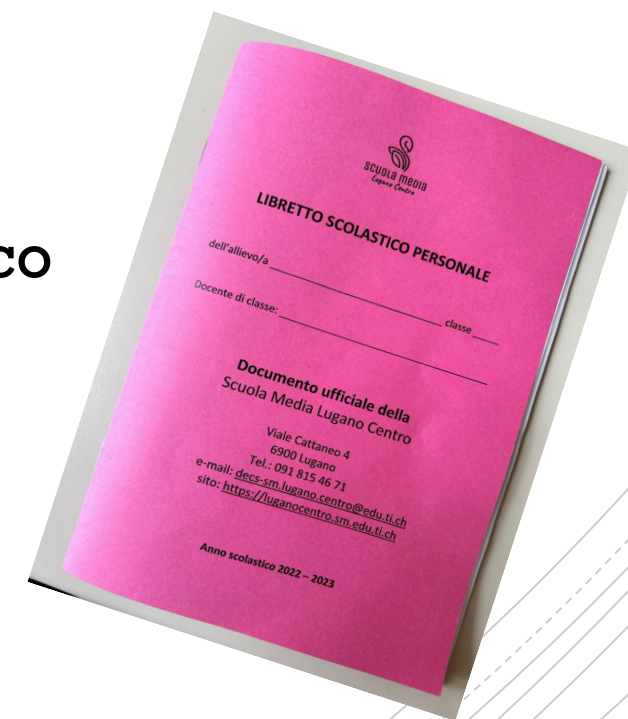 co
scuola media
Lugano Centro
LIBRETTO SCOLASTICO PERSONALE
dell'allievo/a classe
Docente di classe:
Documento ufficiale della
Scuola Media Lugano Centro
Viale Cattaneo 4
6900 Lugano
Tel.: 091 815 46 71
e-mail: decs-sm.lugano.centro@edu.ti.ch
sito: https://luganocentro.sm.edu.ti.ch
Anno scolastico 2022 – 2023